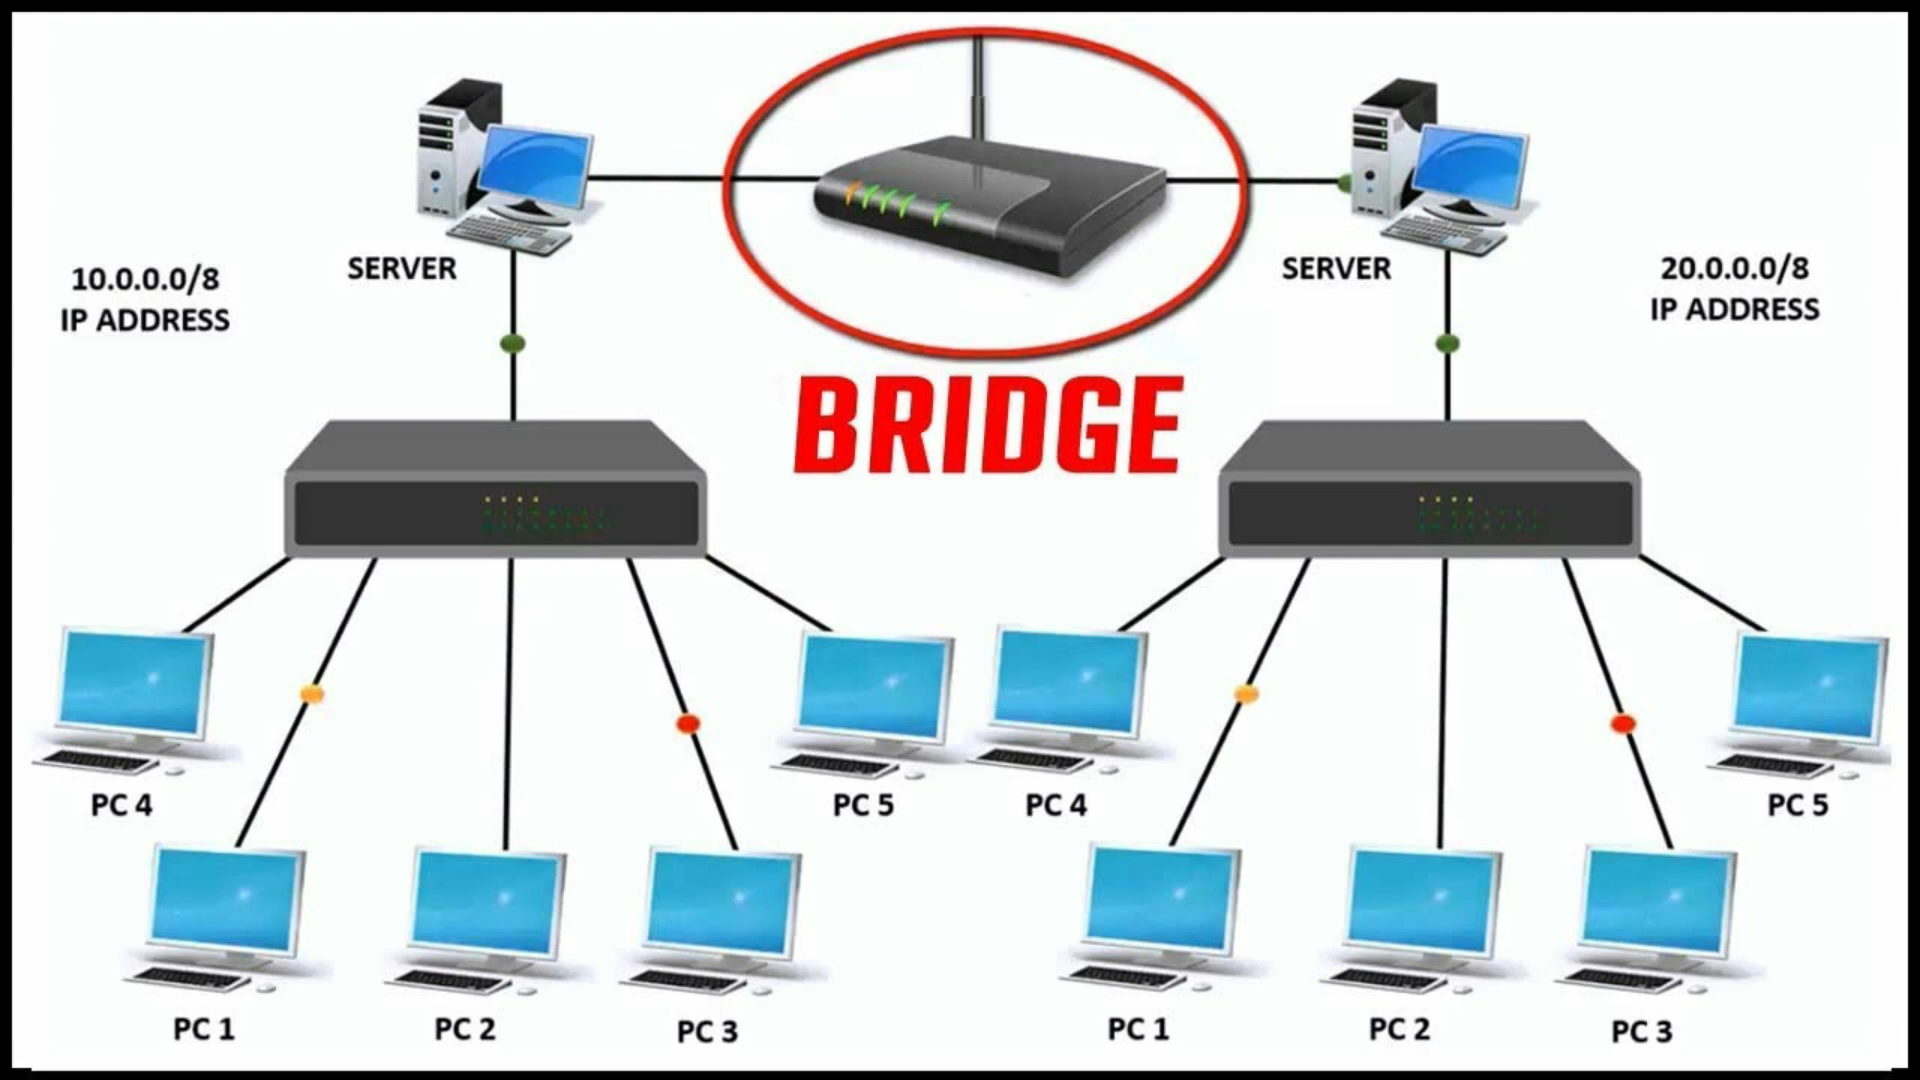 SERVER
SERVER
10.0.0.0/8
IP ADDRESS
20.0.0.0/8
IP ADDRESS
BRIDGE
PC 4
PC 5
PC 4
PC 5
PC 1
PC 2
PC 3
PC 1
PC 2
PC 3